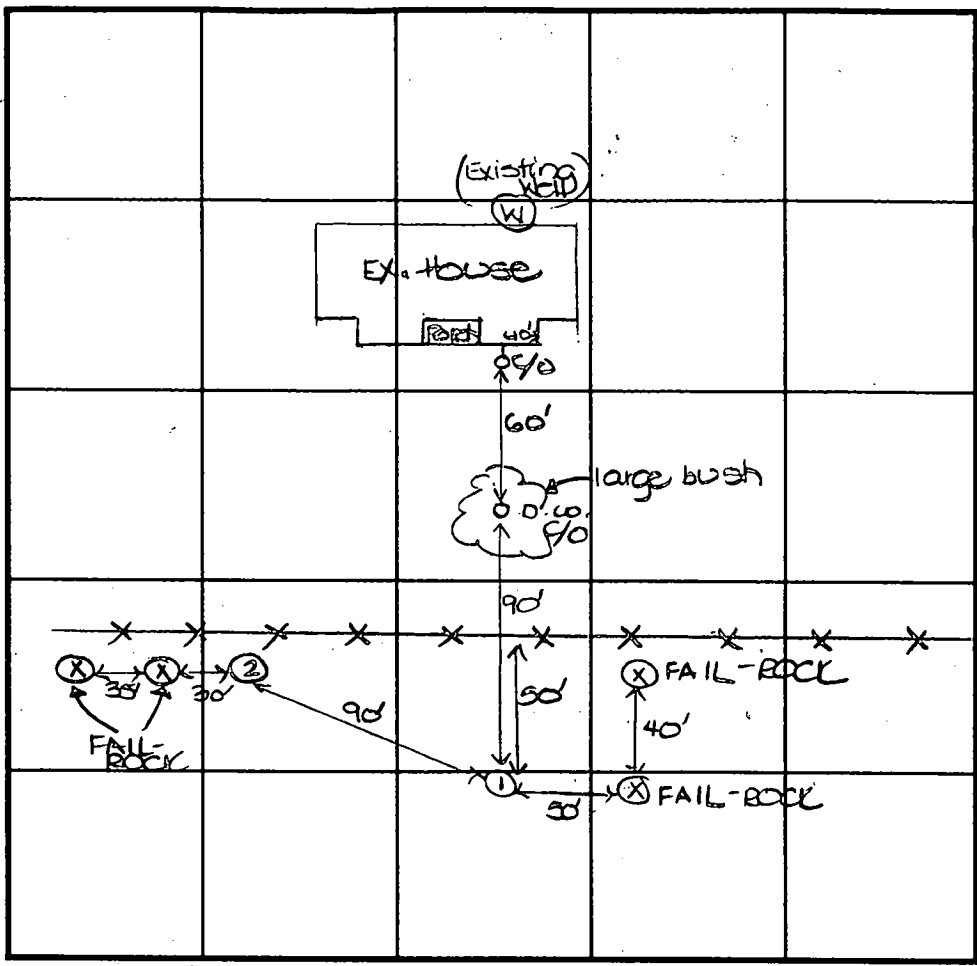 (Existing
Well)
W
EX. House
Porch
40'
C/O
60'
large bush
C/O
90'
X X X X X X X X X X
X 30' X 30' 2
X FAIL-ROCK
50'
90'
40'
FAIL-
ROCK
1
50'
X FAIL-ROCK